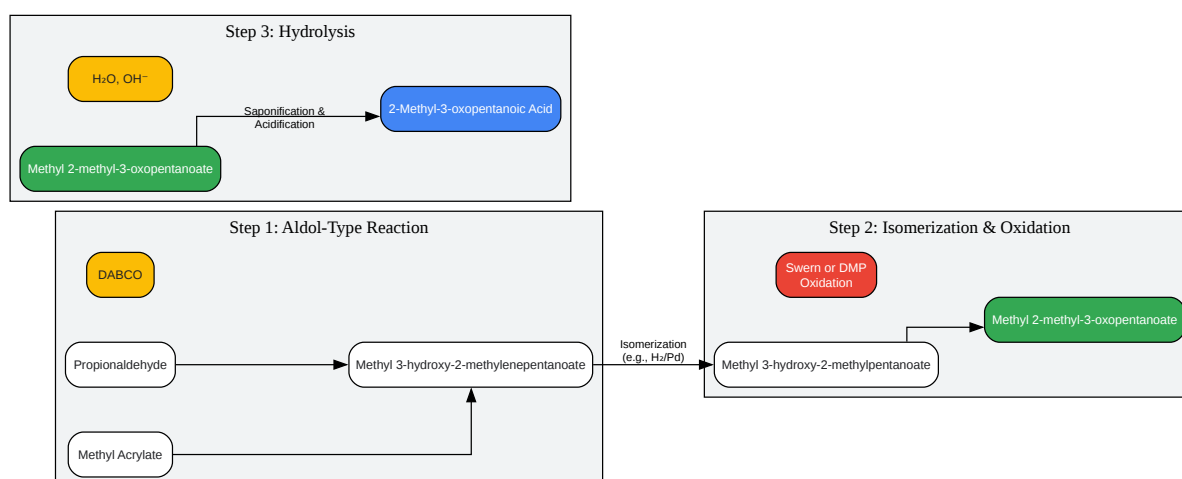 Step 3: Hydrolysis
H₂O, OH⁻
Saponification &
Acidification
2-Methyl-3-oxopentanoic Acid
Methyl 2-methyl-3-oxopentanoate
Step 1: Aldol-Type Reaction
DABCO
Propionaldehyde
Methyl 3-hydroxy-2-methylenepentanoate
Methyl Acrylate
Isomerization
(e.g., H₂/Pd)
Step 2: Isomerization & Oxidation
Swern or DMP
Oxidation
Methyl 2-methyl-3-oxopentanoate
Methyl 3-hydroxy-2-methylpentanoate